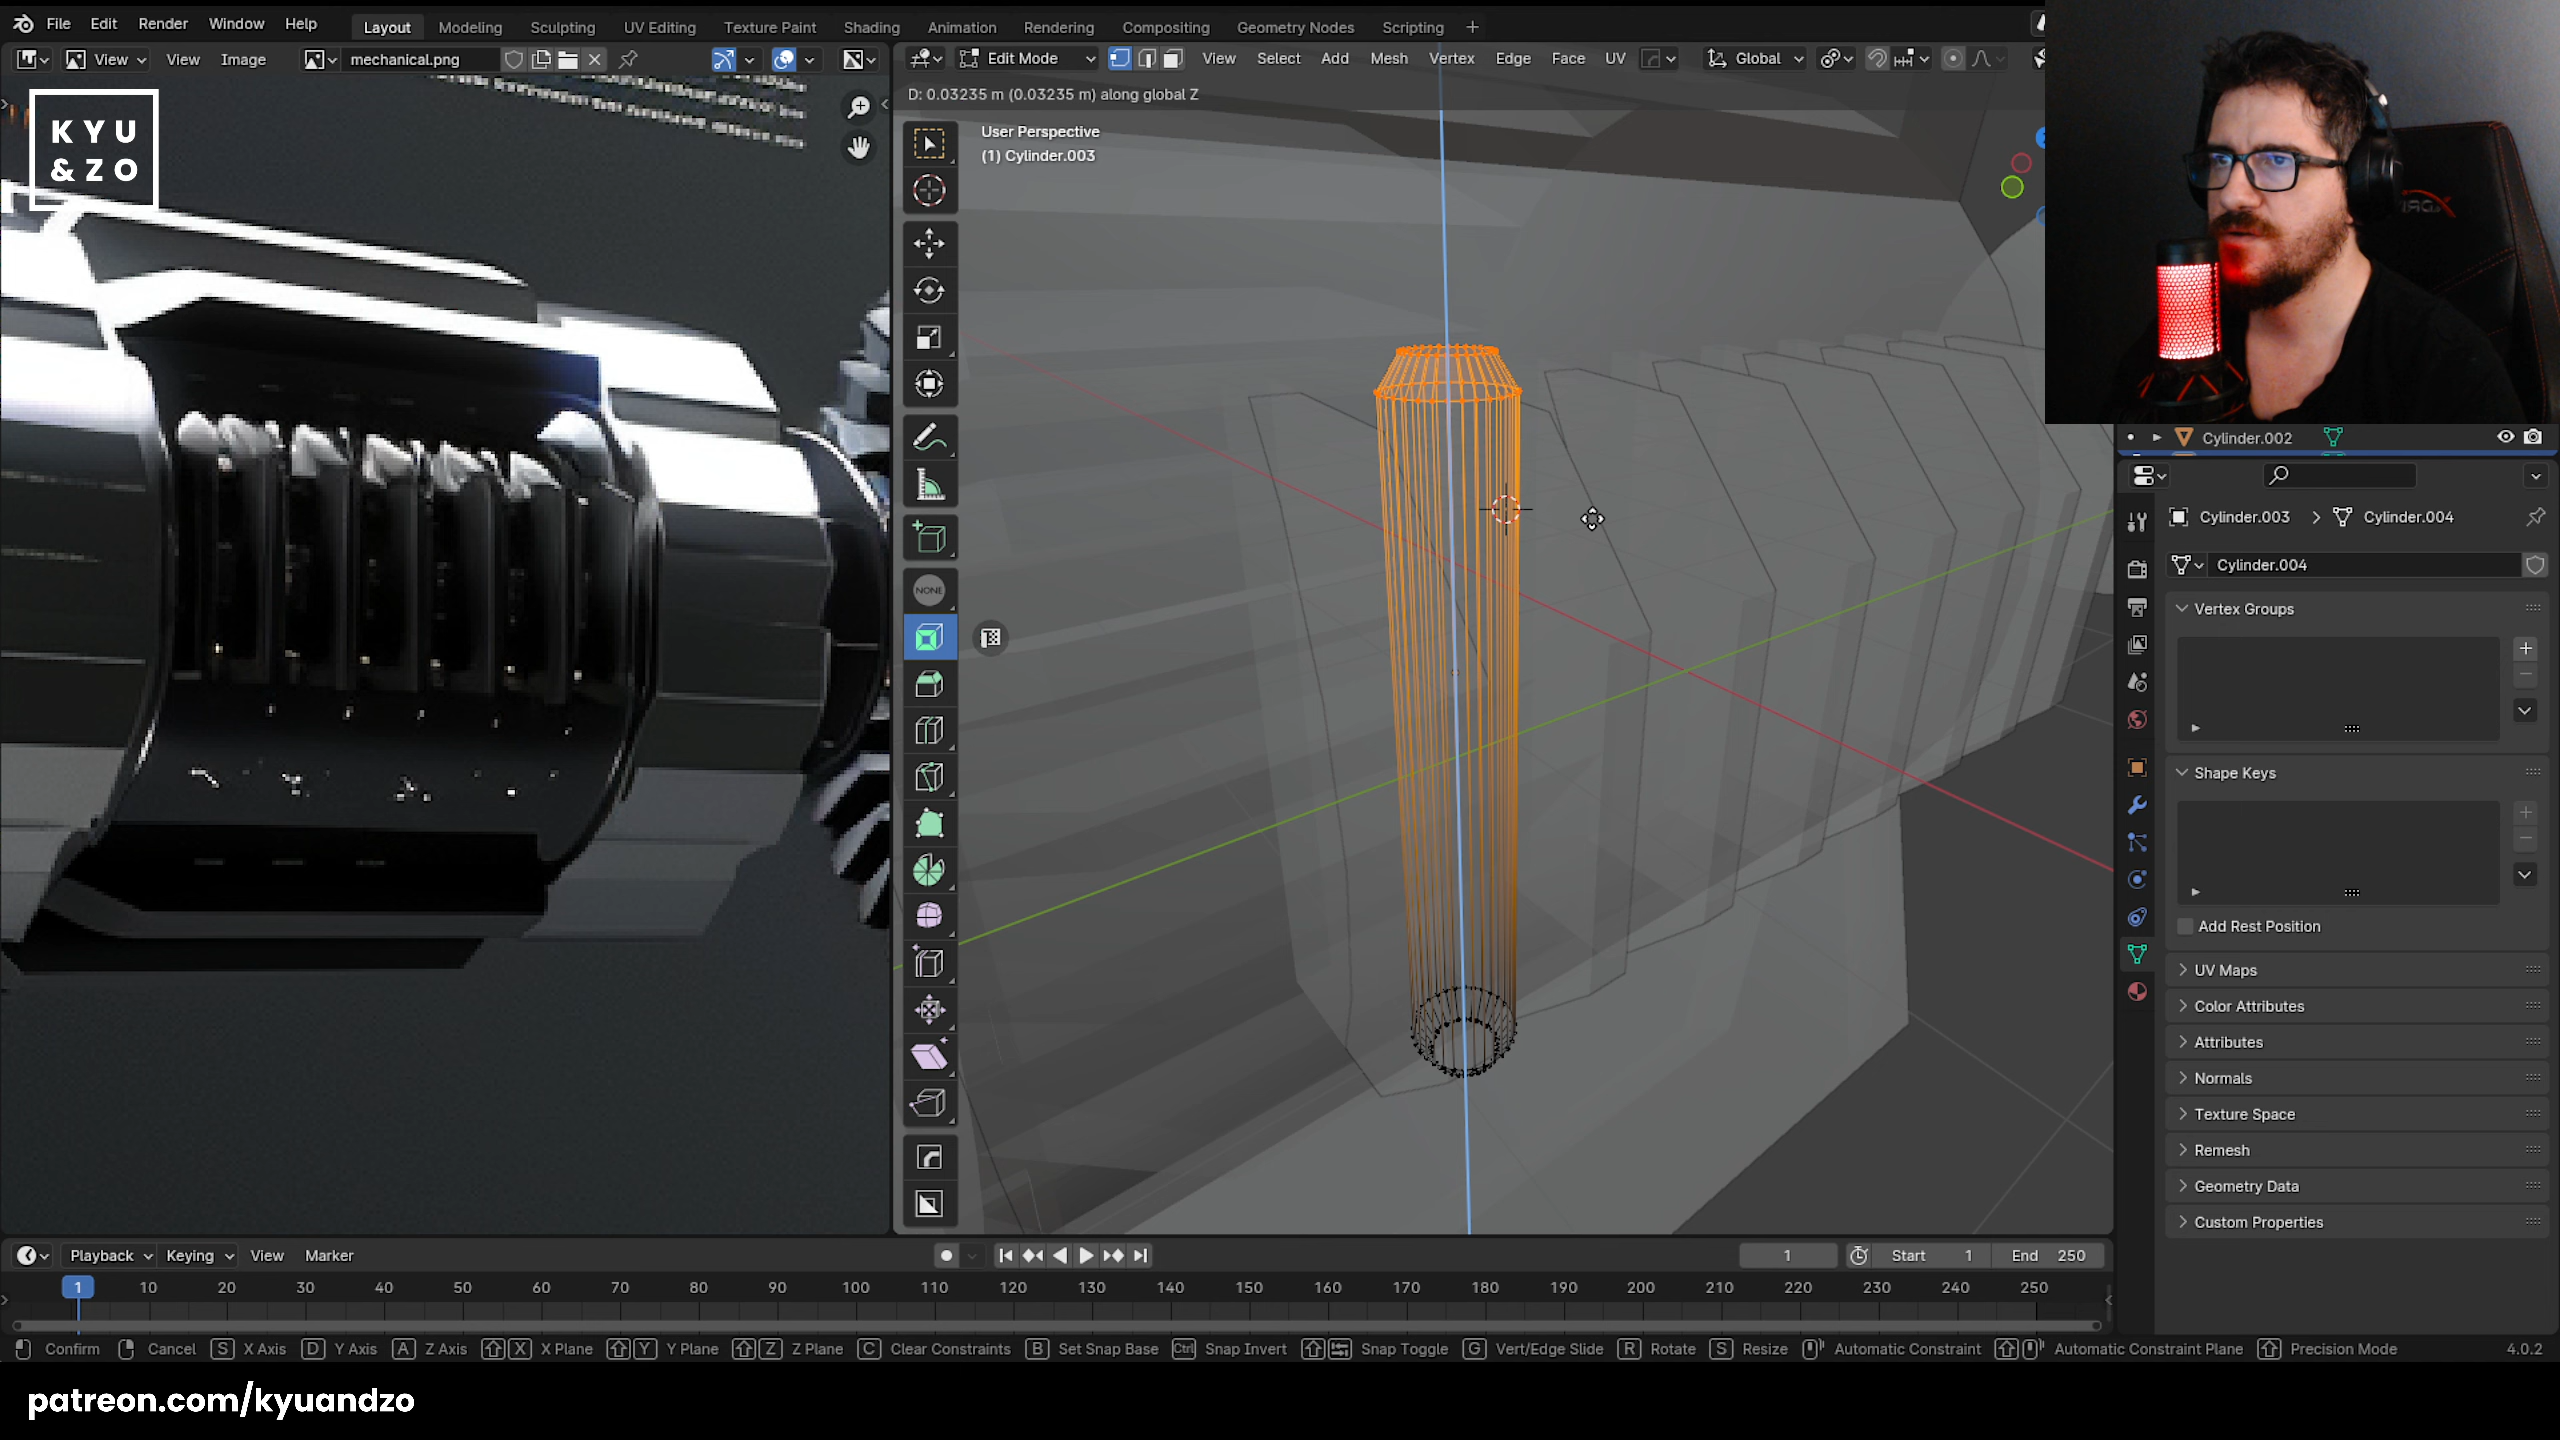 File Edit Render Window Help
Layout Modeling Sculpting UV Editing Texture Paint Shading Animation Rendering Compositing Geometry Nodes Scripting +
View View Image mechanical.png
Edit Mode View Select Add Mesh Vertex Edge Face UV Global
D: 0.03235 m (0.03235 m) along global Z
KYU
&ZO
User Perspective
(1) Cylinder.003
NONE
Cylinder.002
Cylinder.003 > Cylinder.004
Cylinder.004
Vertex Groups
Shape Keys
Add Rest Position
UV Maps
Color Attributes
Attributes
Normals
Texture Space
Remesh
Geometry Data
Custom Properties
Playback Keying View Marker
1 Start 1 End 250
1 10 20 30 40 50 60 70 80 90 100 110 120 130 140 150 160 170 180 190 200 210 220 230 240 250
Confirm Cancel S X Axis D Y Axis A Z Axis X X Plane Y Y Plane Z Z Plane C Clear Constraints B Set Snap Base Ctrl Snap Invert Snap Toggle G Vert/Edge Slide R Rotate S Resize Automatic Constraint Automatic Constraint Plane Precision Mode 4.0.2
patreon.com/kyuandzo